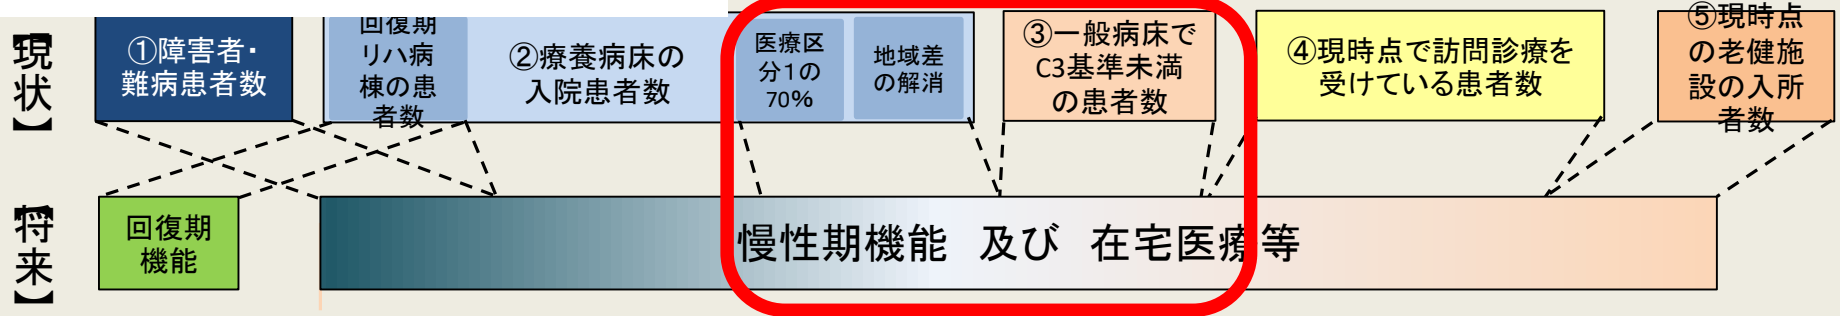 【現状】
①障害者・
難病患者数
回復期
リハ病
棟の患
者数
②療養病床の
入院患者数
医療区
分1の
70%
地域差
の解消
③一般病床で
C3基準未満
の患者数
④現時点で訪問診療を
受けている患者数
⑤現時点
の老健施
設の入所
者数
【将来】
回復期
機能
慢性期機能 及び 在宅医療等